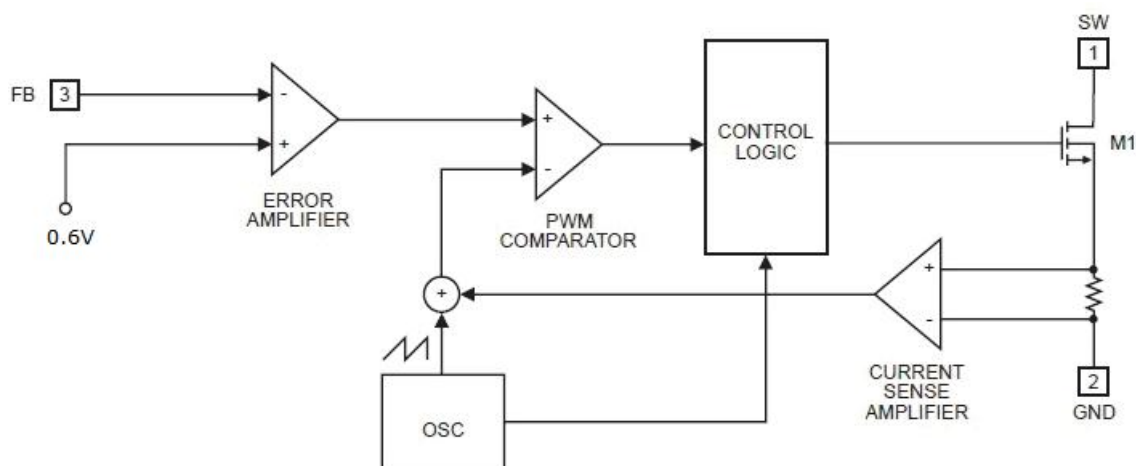 SW
1
FB
3
-
+
ERROR
AMPLIFIER
0.6V
+
-
PWM
COMPARATOR
CONTROL
LOGIC
M1
+
OSC
+
-
CURRENT
SENSE
AMPLIFIER
2
GND